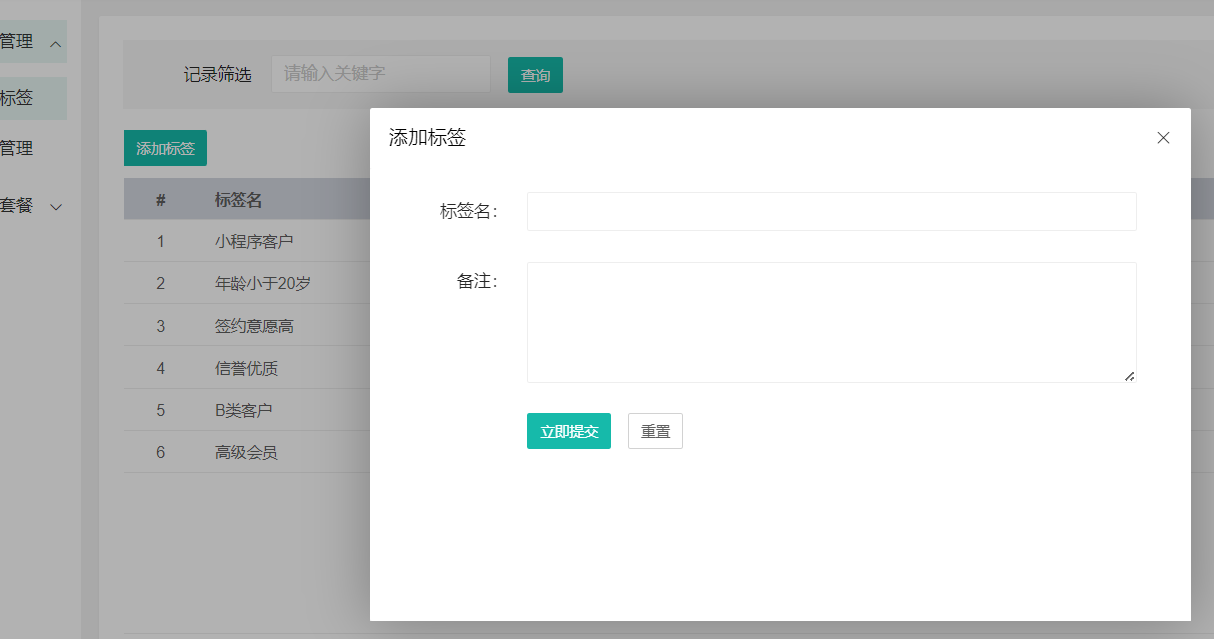 管理
标签
管理
套餐
记录筛选 请输入关键字 查询
添加标签
# 标签名
1 小程序客户
2 年龄小于20岁
3 签约意愿高
4 信誉优质
5 B类客户
6 高级会员
添加标签
标签名:
备注:
立即提交 重置